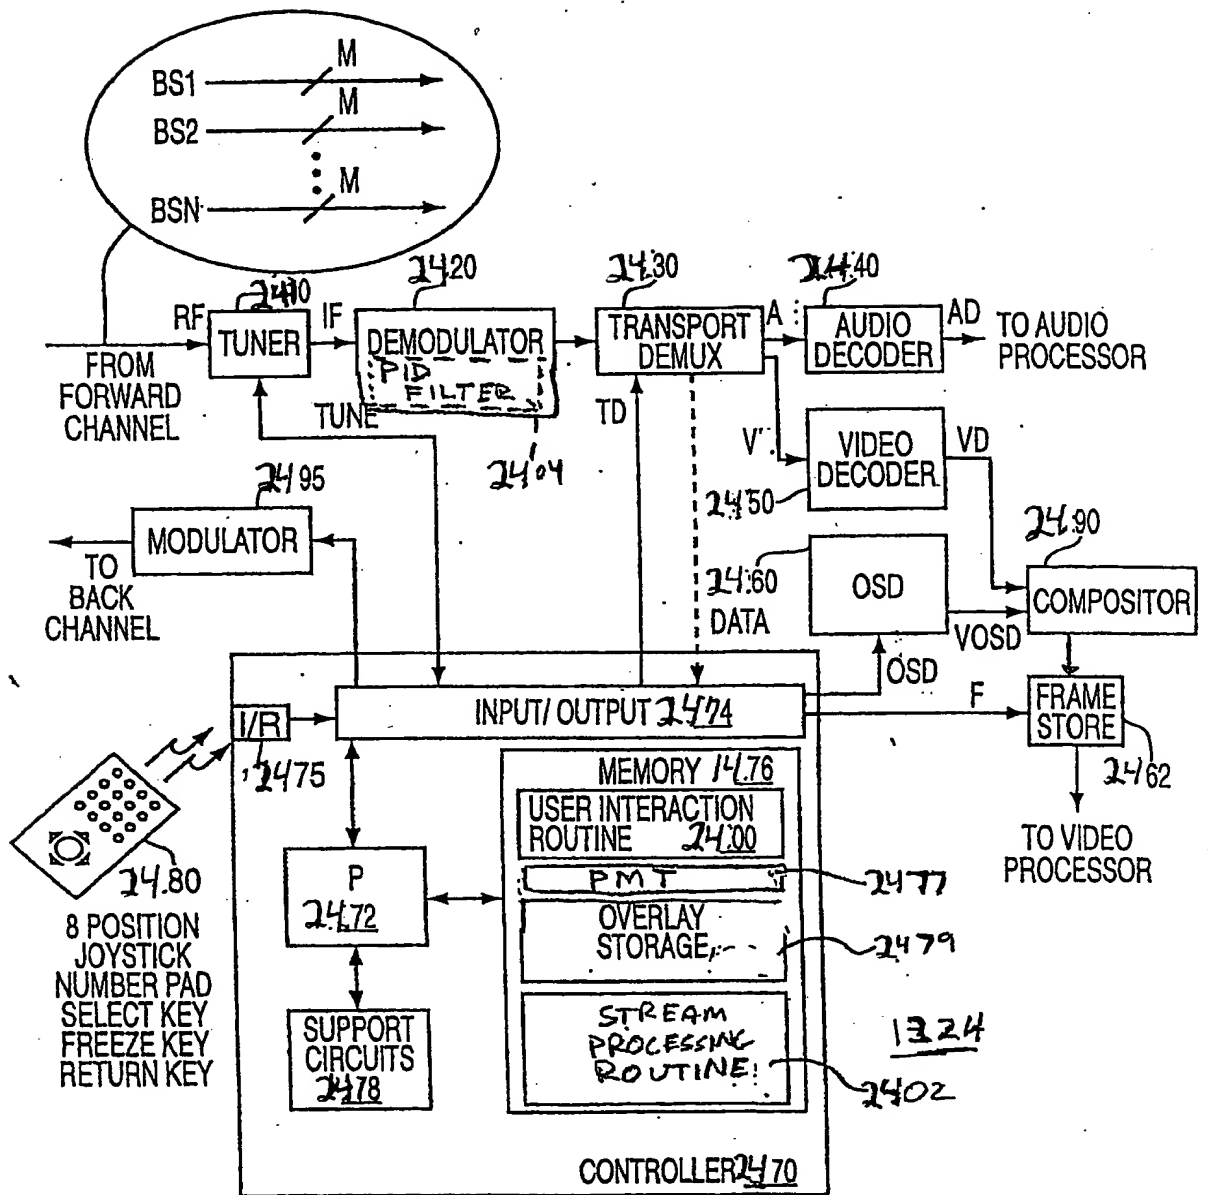 BS1
M
BS2
M
BSN
M
2410
2420
2430
2440
RF
TUNER
IF
DEMODULATOR
PID
FILTER
TRANSPORT
DEMUX
A
AUDIO
DECODER
AD
TO AUDIO
PROCESSOR
FROM
FORWARD
CHANNEL
TUNE
2404
TD
V
VIDEO
DECODER
VD
2450
2495
MODULATOR
TO
BACK
CHANNEL
2460
OSD
2490
COMPOSITOR
DATA
VOSD
OSD
I/R
2475
INPUT/OUTPUT 2474
F
FRAME
STORE
2462
TO VIDEO
PROCESSOR
2480
8 POSITION
JOYSTICK
NUMBER PAD
SELECT KEY
FREEZE KEY
RETURN KEY
P
2472
SUPPORT
CIRCUITS
2478
MEMORY 1476
USER INTERACTION
ROUTINE 2400
PMT
2477
OVERLAY
STORAGE
2479
STREAM
PROCESSING
ROUTINE
2402
1324
CONTROLLER 2470